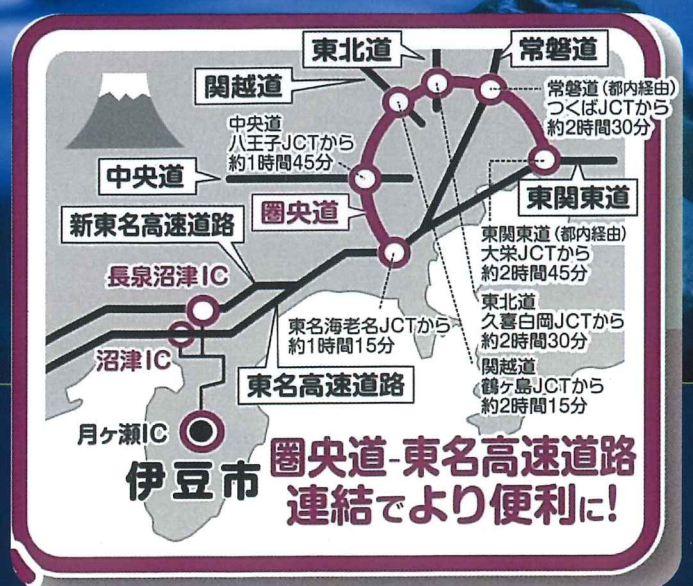 東北道
常磐道
関越道
常磐道(都内経由)
つくばJCTから
約2時間30分
中央道
八王子JCTから
約1時間45分
中央道
圏央道
東関東道
新東名高速道路
東関東道(都内経由)
大栄JCTから
約2時間45分
長泉沼津IC
東名海老名JCTから
約1時間15分
東北道
久喜白岡JCTから
約2時間30分
沼津IC
東名高速道路
関越道
鶴ヶ島JCTから
約2時間15分
月ヶ瀬IC
伊豆市
圏央道-東名高速道路
連結でより便利に!